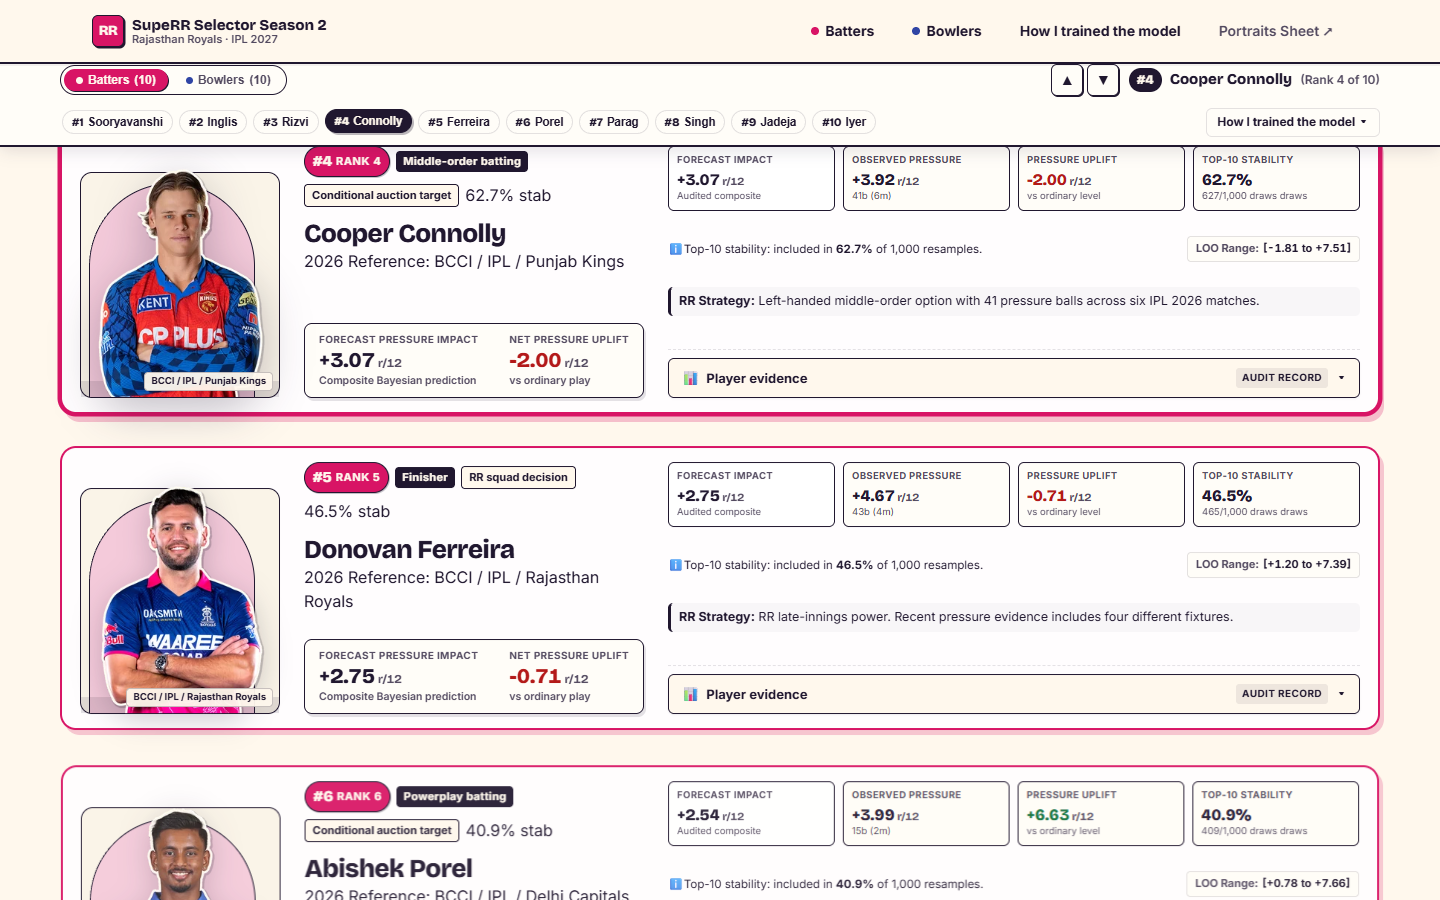 RR
SupeRR Selector Season 2
Rajasthan Royals · IPL 2027
Batters
Bowlers
How I trained the model
Portraits Sheet ↗
Batters (10)
Bowlers (10)
▲
▼
#4
Cooper Connolly
(Rank 4 of 10)
#1 Sooryavanshi
#2 Inglis
#3 Rizvi
#4 Connolly
#5 Ferreira
#6 Porel
#7 Parag
#8 Singh
#9 Jadeja
#10 Iyer
How I trained the model
KENT
KINGS
CP PLUS
BCCI / IPL / Punjab Kings
#4 RANK 4
Middle-order batting
Conditional auction target
62.7% stab
Cooper Connolly
2026 Reference: BCCI / IPL / Punjab Kings
FORECAST PRESSURE IMPACT
+3.07 r/12
Composite Bayesian prediction
NET PRESSURE UPLIFT
-2.00 r/12
vs ordinary play
FORECAST IMPACT
+3.07 r/12
Audited composite
OBSERVED PRESSURE
+3.92 r/12
41b (6m)
PRESSURE UPLIFT
-2.00 r/12
vs ordinary level
TOP-10 STABILITY
62.7%
627/1,000 draws draws
Top-10 stability: included in 62.7% of 1,000 resamples.
LOO Range: [-1.81 to +7.51]
RR Strategy: Left-handed middle-order option with 41 pressure balls across six IPL 2026 matches.
Player evidence
AUDIT RECORD
WAAREE
Bull
BCCI / IPL / Rajasthan Royals
#5 RANK 5
Finisher
RR squad decision
46.5% stab
Donovan Ferreira
2026 Reference: BCCI / IPL / Rajasthan
Royals
FORECAST PRESSURE IMPACT
+2.75 r/12
Composite Bayesian prediction
NET PRESSURE UPLIFT
-0.71 r/12
vs ordinary play
FORECAST IMPACT
+2.75 r/12
Audited composite
OBSERVED PRESSURE
+4.67 r/12
43b (4m)
PRESSURE UPLIFT
-0.71 r/12
vs ordinary level
TOP-10 STABILITY
46.5%
465/1,000 draws draws
Top-10 stability: included in 46.5% of 1,000 resamples.
LOO Range: [+1.20 to +7.39]
RR Strategy: RR late-innings power. Recent pressure evidence includes four different fixtures.
Player evidence
AUDIT RECORD
#6 RANK 6
Powerplay batting
Conditional auction target
40.9% stab
Abishek Porel
2026 Reference: BCCI / IPL / Delhi Capitals
FORECAST IMPACT
+2.54 r/12
Audited composite
OBSERVED PRESSURE
+3.99 r/12
15b (2m)
PRESSURE UPLIFT
+6.63 r/12
vs ordinary level
TOP-10 STABILITY
40.9%
409/1,000 draws draws
Top-10 stability: included in 40.9% of 1,000 resamples.
LOO Range: [+0.78 to +7.66]